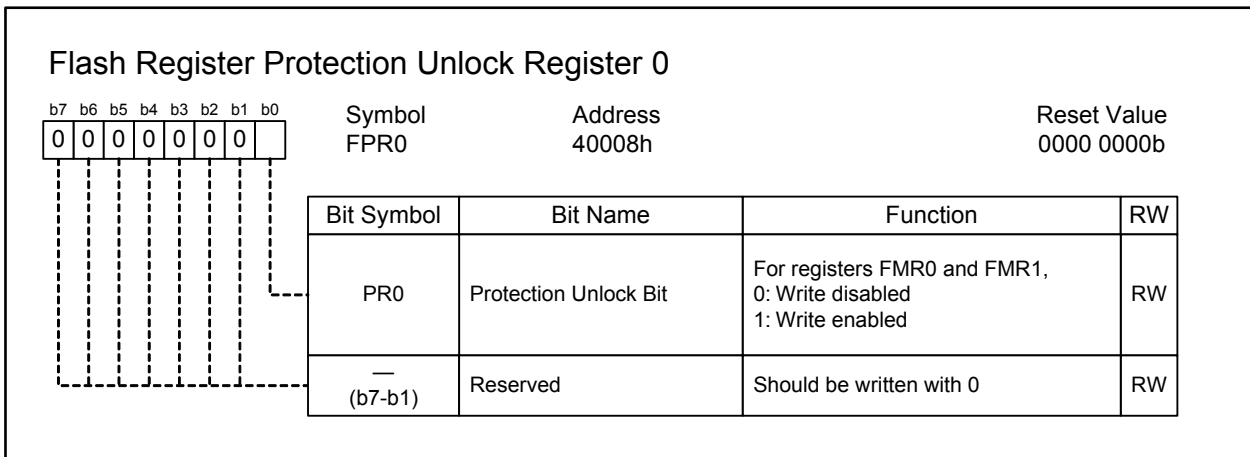 Flash Register Protection Unlock Register 0
b7 b6 b5 b4 b3 b2 b1 b0
0 0 0 0 0 0 0
Symbol Address Reset Value
FPR0 40008h 0000 0000b
Bit Symbol Bit Name Function RW
PR0 Protection Unlock Bit For registers FMR0 and FMR1,
0: Write disabled
1: Write enabled
RW
—
(b7-b1) Reserved Should be written with 0 RW